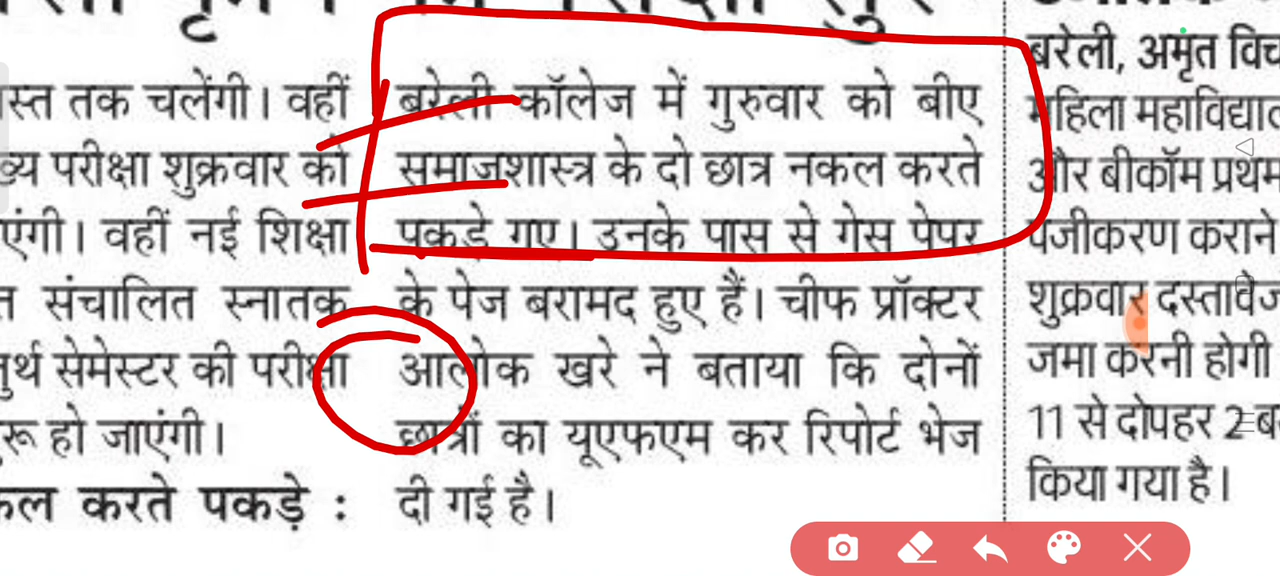 स्त तक चलेंगी। वहीं
ख्य परीक्षा शुक्रवार को
एंगी। वहीं नई शिक्षा
संचालित स्नातक
तुर्थ सेमेस्टर की परीक्षा
रू हो जाएंगी।
कल करते पकड़े :
बरेली कॉलेज में गुरुवार को बीए
समाजशास्त्र के दो छात्र नकल करते
पकड़े गए। उनके पास से गेस पेपर
के पेज बरामद हुए हैं। चीफ प्रॉक्टर
आलोक खरे ने बताया कि दोनों
छात्रों का यूएफएम कर रिपोर्ट भेज
दी गई है।
बरेली, अमृत विच
महिला महाविद्याल
और बीकॉम प्रथम
पंजीकरण कराने
शुक्रवार दस्तावेज
जमा करनी होगी
11 से दोपहर 2 ब
किया गया है।